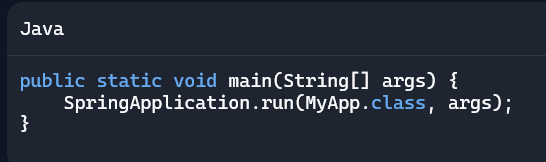 Java
public static void main(String[] args) {
    SpringApplication.run(MyApp.class, args);
}